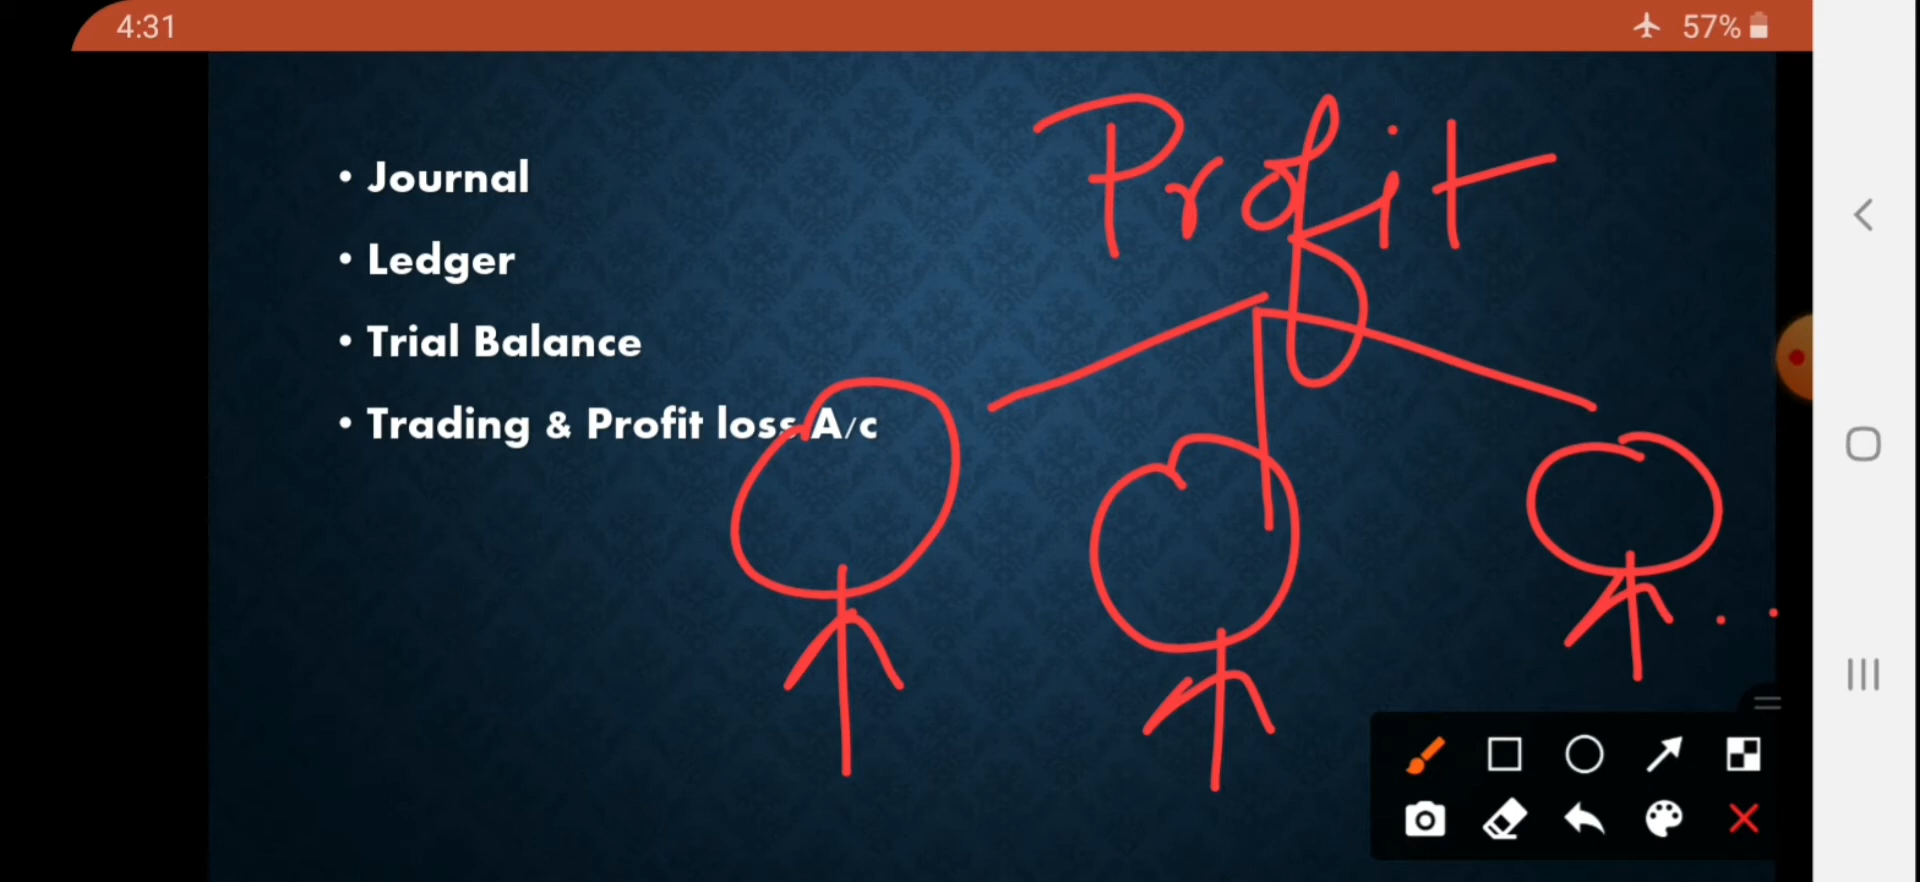 4:31
57%
Profit
• Journal
• Ledger
• Trial Balance
• Trading & Profit loss A/c